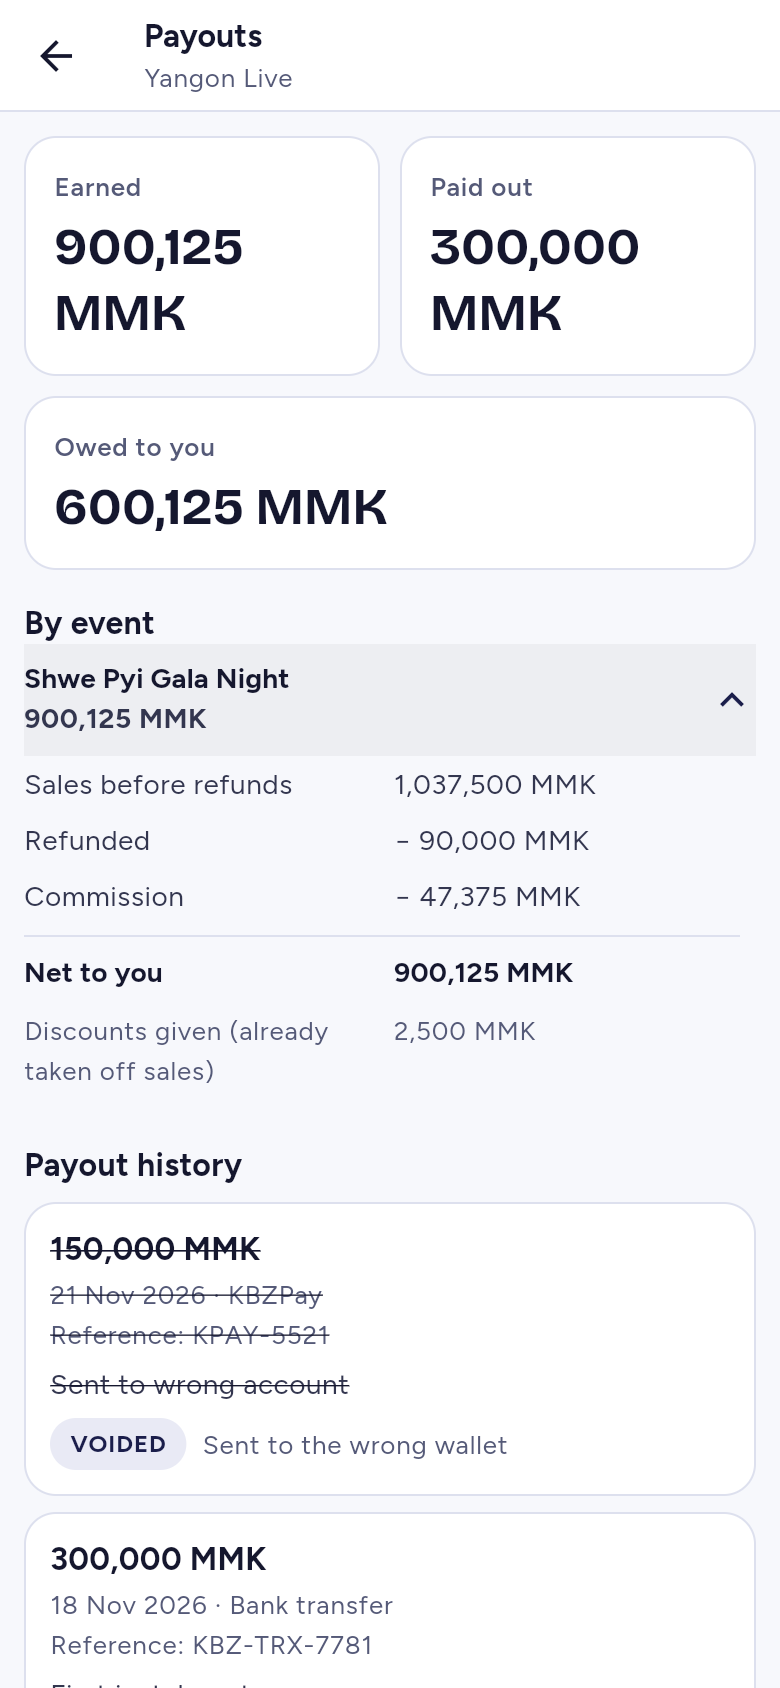 Payouts
Yangon Live
Earned
900,125
MMK
Paid out
300,000
MMK
Owed to you
600,125 MMK
By event
Shwe Pyi Gala Night
900,125 MMK
Sales before refunds 1,037,500 MMK
Refunded − 90,000 MMK
Commission − 47,375 MMK
Net to you 900,125 MMK
Discounts given (already 2,500 MMK
taken off sales)
Payout history
150,000 MMK
21 Nov 2026 · KBZPay
Reference: KPAY-5521
Sent to wrong account
VOIDED Sent to the wrong wallet
300,000 MMK
18 Nov 2026 · Bank transfer
Reference: KBZ-TRX-7781